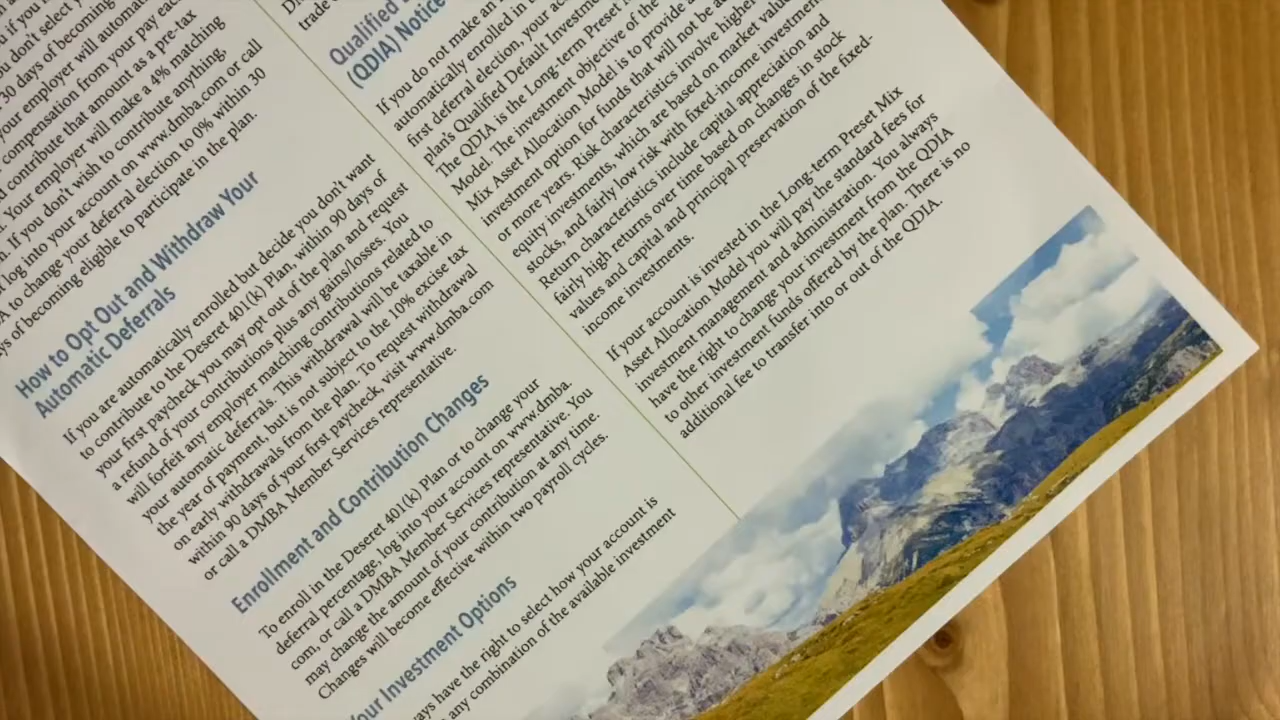 if you
you don't select y
30 days of becoming
your employer will automat
compensation from your pay eac
contribute that amount as a pre-tax
Your employer will make a 4% matching
If you don't wish to contribute anything
log into your account on www.dmba.com or call
to change your deferral election to 0% within 30
ys of becoming eligible to participate in the plan.
How to Opt Out and Withdraw Your
Automatic Deferrals
If you are automatically enrolled but decide you don't want
to contribute to the Deseret 401(k) Plan, within 90 days of
your first paycheck you may opt out of the plan and request
a refund of your contributions plus any gains/losses. You
will forfeit any employer matching contributions related to
your automatic deferrals. This withdrawal will be taxable in
the year of payment, but is not subject to the 10% excise tax
on early withdrawals from the plan. To request withdrawal
within 90 days of your first paycheck, visit www.dmba.com
or call a DMBA Member Services representative.
Enrollment and Contribution Changes
To enroll in the Deseret 401(k) Plan or to change your
deferral percentage, log into your account on www.dmba.
com, or call a DMBA Member Services representative. You
may change the amount of your contribution at any time.
Changes will become effective within two payroll cycles.
our Investment Options
ways have the right to select how your account is
any combination of the available investment
trade
Qualified
(QDIA) Notice
If you do not make an
automatically enrolled in
first deferral election, your ac
plan's Qualified Default Investme
The QDIA is the Long-term Preset
Model. The investment objective of the
Mix Asset Allocation Model is to provide a
investment option for funds that will not be
or more years. Risk characteristics involve higher
equity investments, which are based on market valu
stocks, and fairly low risk with fixed-income investment
Return characteristics include capital appreciation and
fairly high returns over time based on changes in stock
values and capital and principal preservation of the fixed-
income investments.
If your account is invested in the Long-term Preset Mix
Asset Allocation Model you will pay the standard fees for
investment management and administration. You always
have the right to change your investment from the QDIA
to other investment funds offered by the plan. There is no
additional fee to transfer into or out of the QDIA.